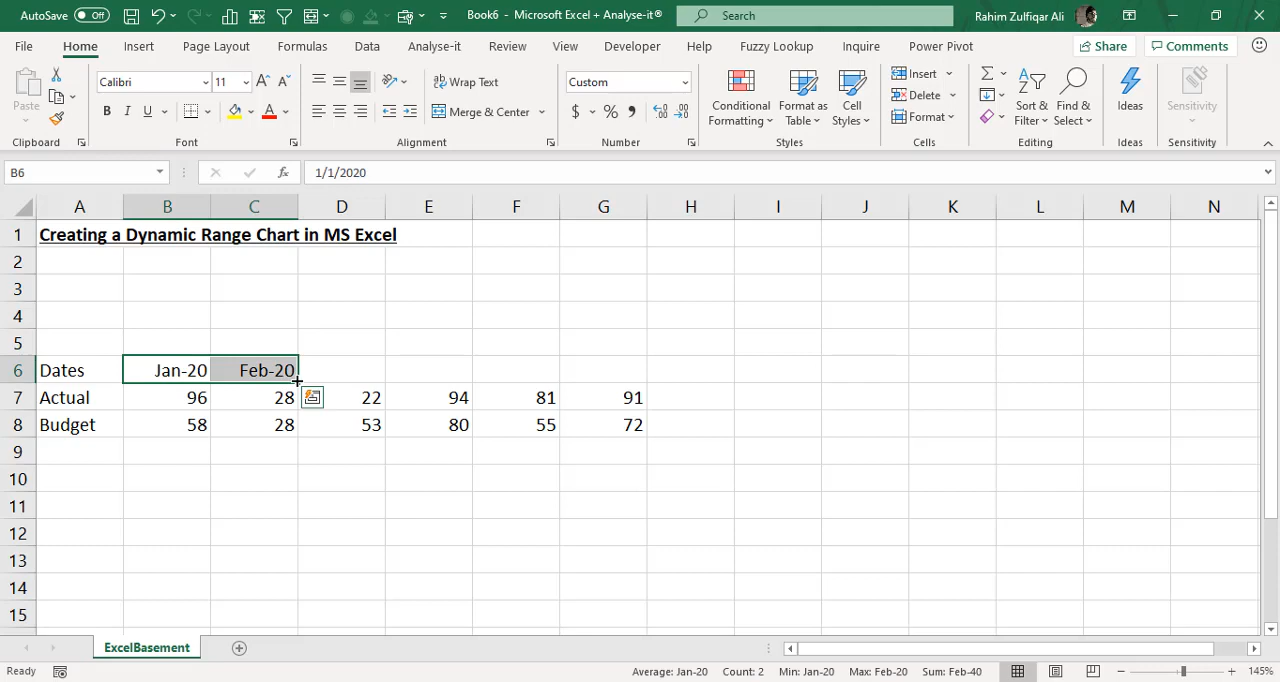 AutoSave Off Book6 - Microsoft Excel + Analyse-it® Search Rahim Zulfiqar Ali
File Home Insert Page Layout Formulas Data Analyse-it Review View Developer Help Fuzzy Lookup Inquire Power Pivot Share Comments
Paste Calibri 11 Wrap Text Custom Conditional Formatting Format as Table Cell Styles Insert Sort & Filter Find & Select Ideas Sensitivity
B I U Merge & Center $ % , Delete
Format
Clipboard Font Alignment Number Styles Cells Editing Ideas Sensitivity
B6 fx 1/1/2020
A B C D E F G H I J K L M N
1 Creating a Dynamic Range Chart in MS Excel
2
3
4
5
6 Dates Jan-20 Feb-20
7 Actual 96 28 22 94 81 91
8 Budget 58 28 53 80 55 72
9
10
11
12
13
14
15
ExcelBasement
Ready Average: Jan-20 Count: 2 Min: Jan-20 Max: Feb-20 Sum: Feb-40 145%